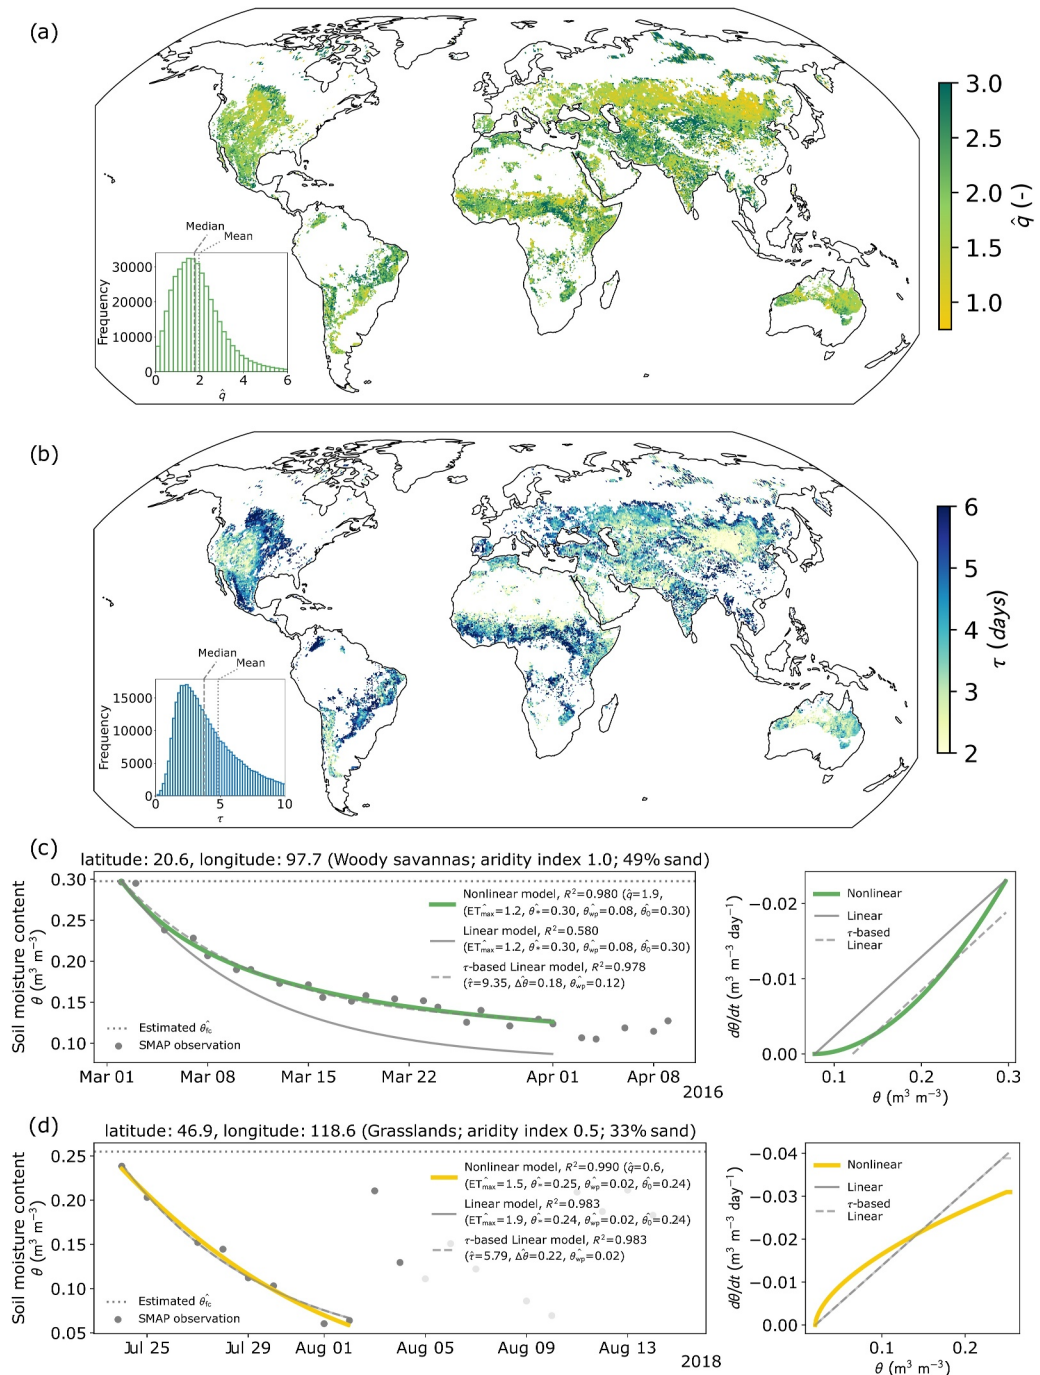 (a)
3.0
2.5
2.0
1.5
1.0
q̂ (-)
Median
Mean
30000
20000
10000
0
Frequency
0 2 4 6
q̂
(b)
6
5
4
3
2
τ (days)
Median
Mean
15000
10000
5000
0
Frequency
0 5 10
τ
(c)
latitude: 20.6, longitude: 97.7 (Woody savannas; aridity index 1.0; 49% sand)
Soil moisture content
θ (m³ m⁻³)
0.30
0.25
0.20
0.15
0.10
Nonlinear model, R²=0.980 (q̂=1.9,
(ET̂max=1.2, θ̂*=0.30, θ̂wp=0.08, θ̂0=0.30)
Linear model, R²=0.580
(ET̂max=1.2, θ̂*=0.30, θ̂wp=0.08, θ̂0=0.30)
τ-based Linear model, R²=0.978
(τ̂=9.35, Δθ̂=0.18, θ̂wp=0.12)
Estimated θ̂fc
SMAP observation
Mar 01 Mar 08 Mar 15 Mar 22 Apr 01 Apr 08
2016
dθ/dt (m³ m⁻³ day⁻¹)
−0.02
−0.01
0.00
Nonlinear
Linear
τ-based
Linear
0.1 0.2 0.3
θ (m³ m⁻³)
(d)
latitude: 46.9, longitude: 118.6 (Grasslands; aridity index 0.5; 33% sand)
Soil moisture content
θ (m³ m⁻³)
0.25
0.20
0.15
0.10
0.05
Nonlinear model, R²=0.990 (q̂=0.6,
(ET̂max=1.5, θ̂*=0.25, θ̂wp=0.02, θ̂0=0.24)
Linear model, R²=0.983
(ET̂max=1.9, θ̂*=0.24, θ̂wp=0.02, θ̂0=0.24)
τ-based Linear model, R²=0.983
(τ̂=5.79, Δθ̂=0.22, θ̂wp=0.02)
Estimated θ̂fc
SMAP observation
Jul 25 Jul 29 Aug 01 Aug 05 Aug 09 Aug 13
2018
dθ/dt (m³ m⁻³ day⁻¹)
−0.04
−0.03
−0.02
−0.01
0.00
Nonlinear
Linear
τ-based
Linear
0.1 0.2
θ (m³ m⁻³)